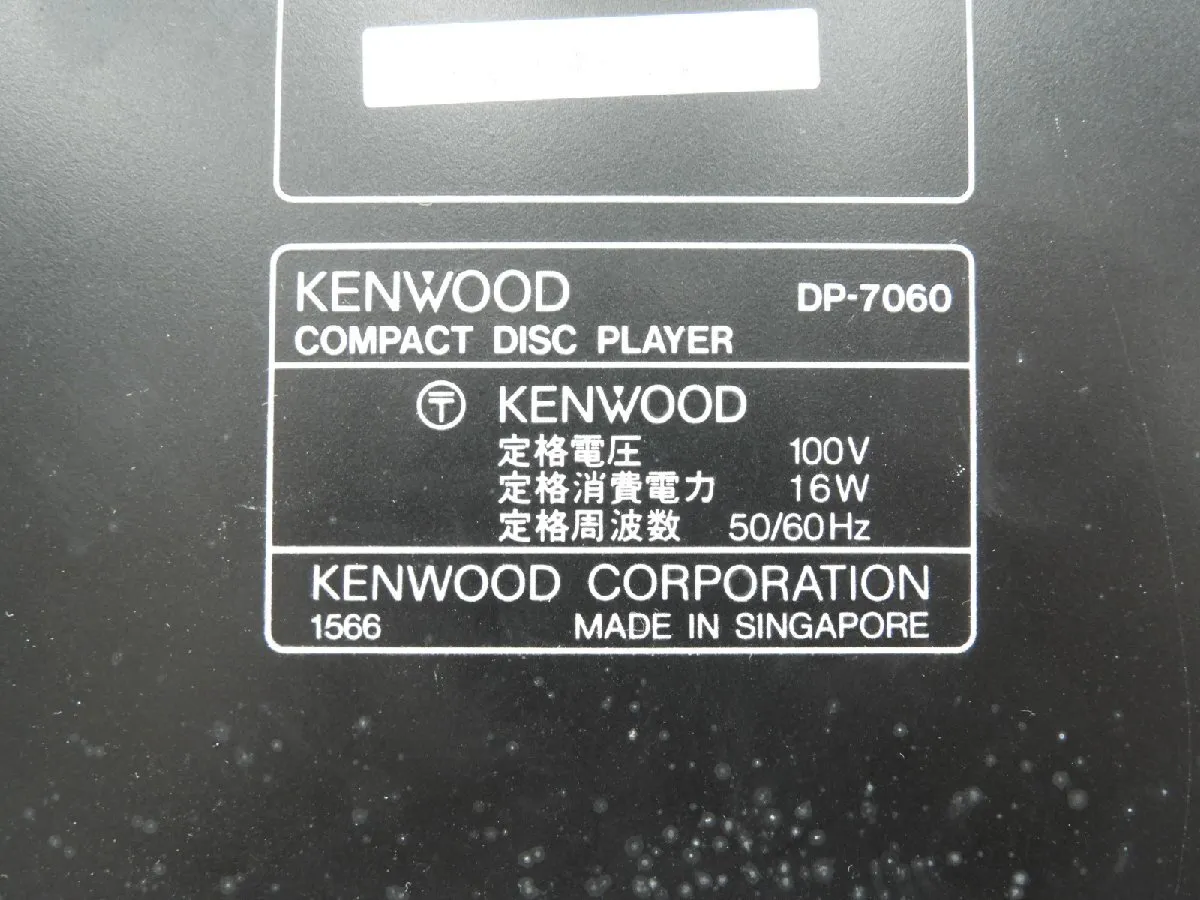 KENWOOD DP-7060
COMPACT DISC PLAYER
〒 KENWOOD
定格電圧 100V
定格消費電力 16W
定格周波数 50/60Hz
KENWOOD CORPORATION
1566 MADE IN SINGAPORE